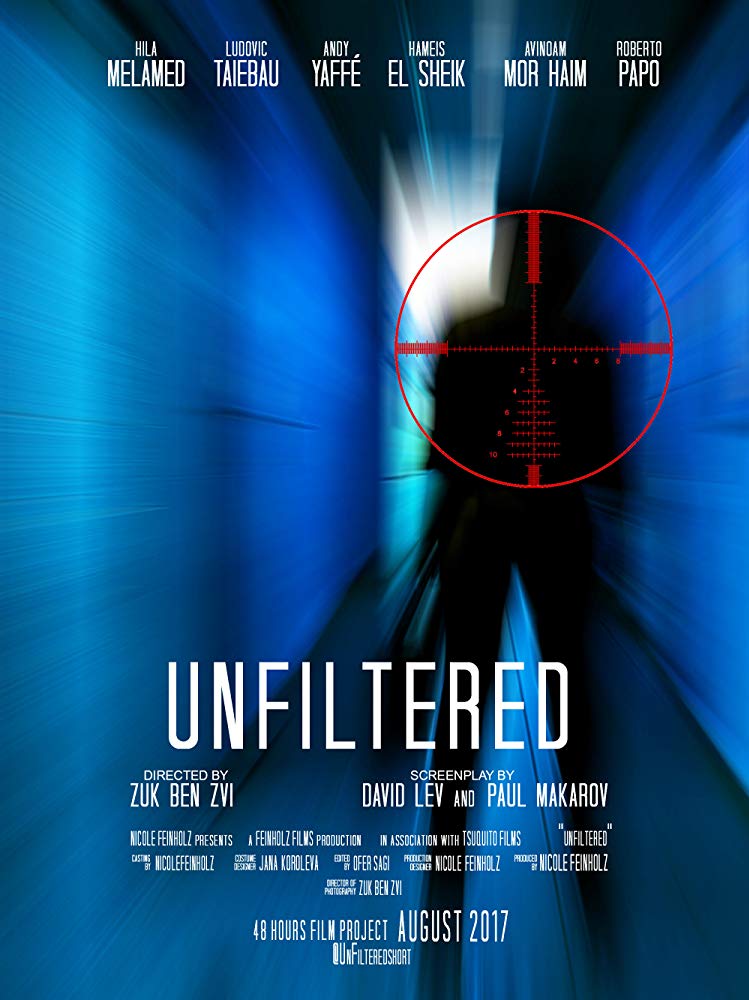 HILA LUDOVIC ANDY HAMEIS AVINOAM ROBERTO
MELAMED TAIEBAU YAFFÉ EL SHEIK MOR HAIM PAPO
2 4 6 8
2
4
6
8
10
UNFILTERED
DIRECTED BY SCREENPLAY BY
ZUK BEN ZVI DAVID LEV AND PAUL MAKAROV
NICOLE FEINHOLZ PRESENTS A FEINHOLZ FILMS PRODUCTION IN ASSOCIATION WITH TSUQUITO FILMS "UNFILTERED"
CASTING BY NICOLEFEINHOLZ COSTUME DESIGNER JANA KOROLEVA EDITED BY OFER SAGI PRODUCTION DESIGNER NICOLE FEINHOLZ PRODUCED BY NICOLE FEINHOLZ
DIRECTOR OF PHOTOGRAPHY ZUK BEN ZVI
48 HOURS FILM PROJECT AUGUST 2017
@UNFILTEREDSHORT